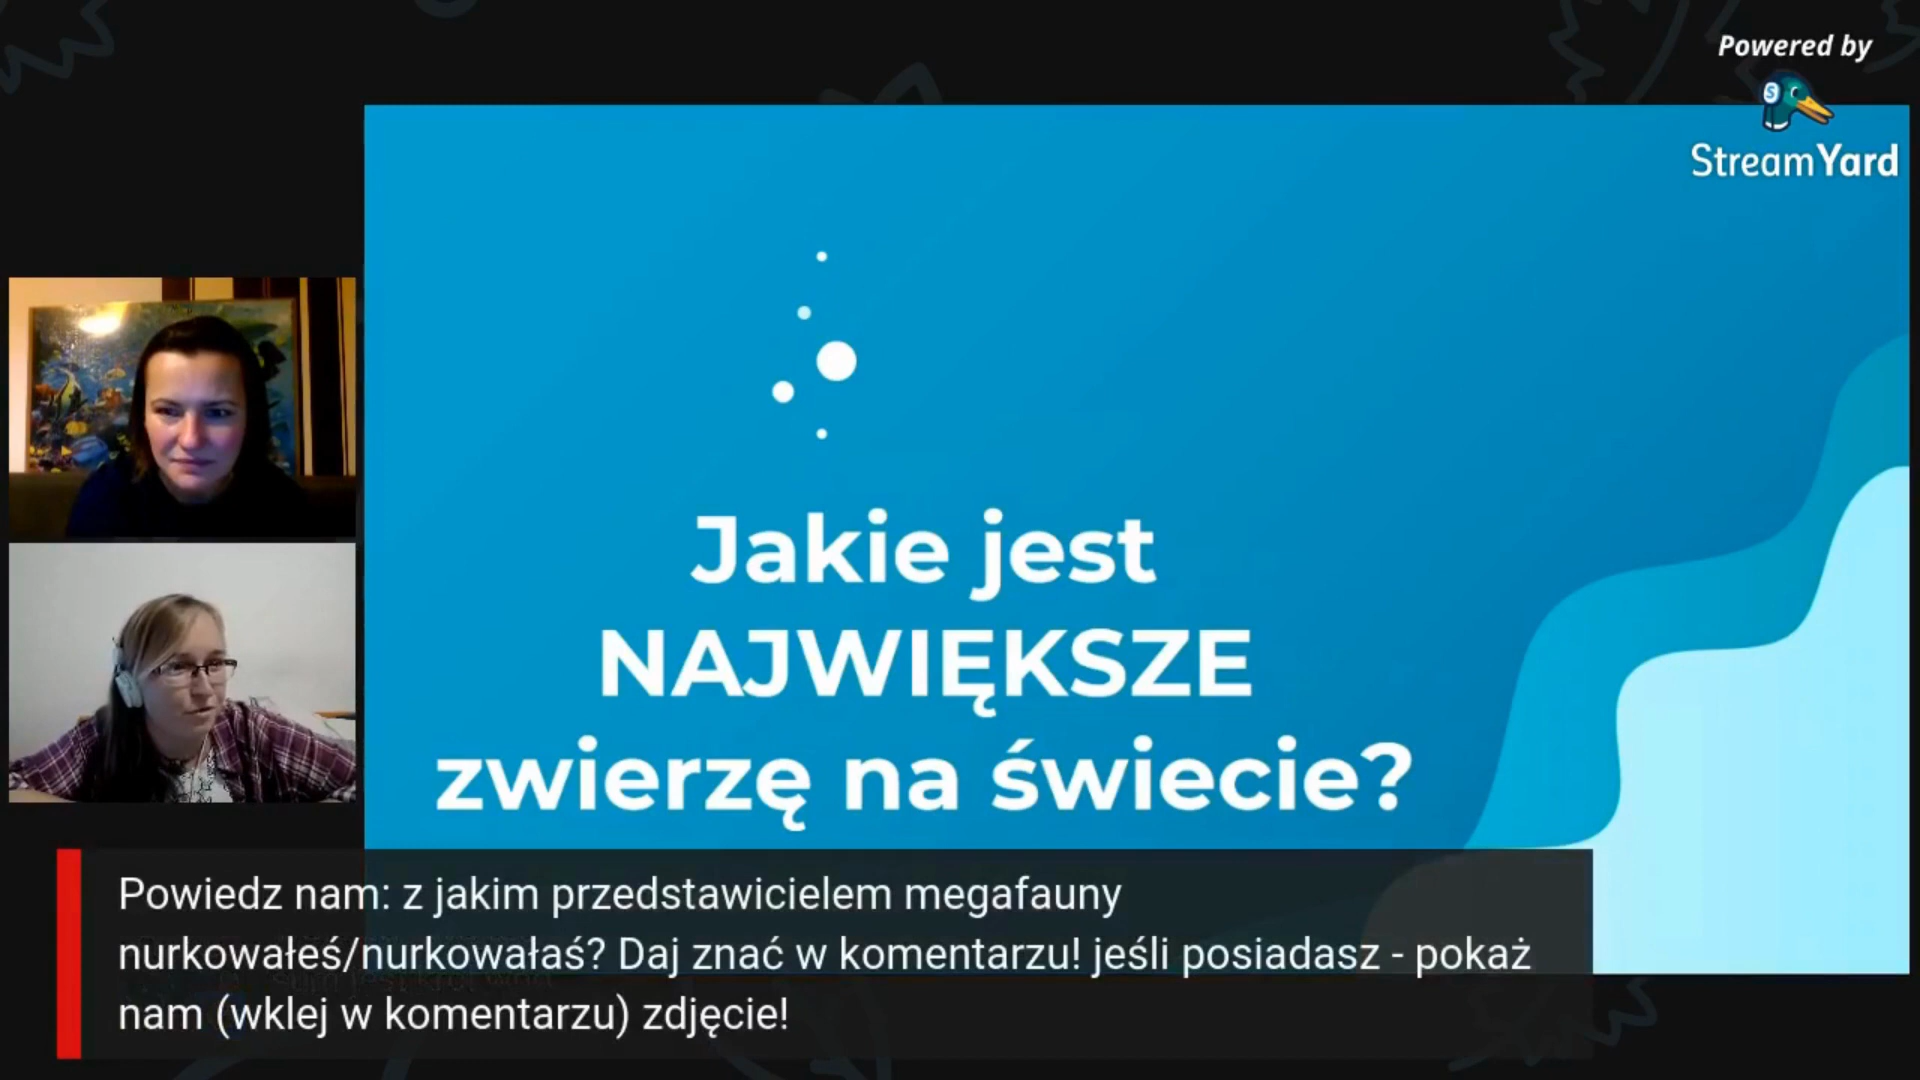 Powered by
StreamYard
Jakie jest
NAJWIĘKSZE
zwierzę na świecie?
Powiedz nam: z jakim przedstawicielem megafauny
nurkowałeś/nurkowałaś? Daj znać w komentarzu! jeśli posiadasz - pokaż
nam (wklej w komentarzu) zdjęcie!